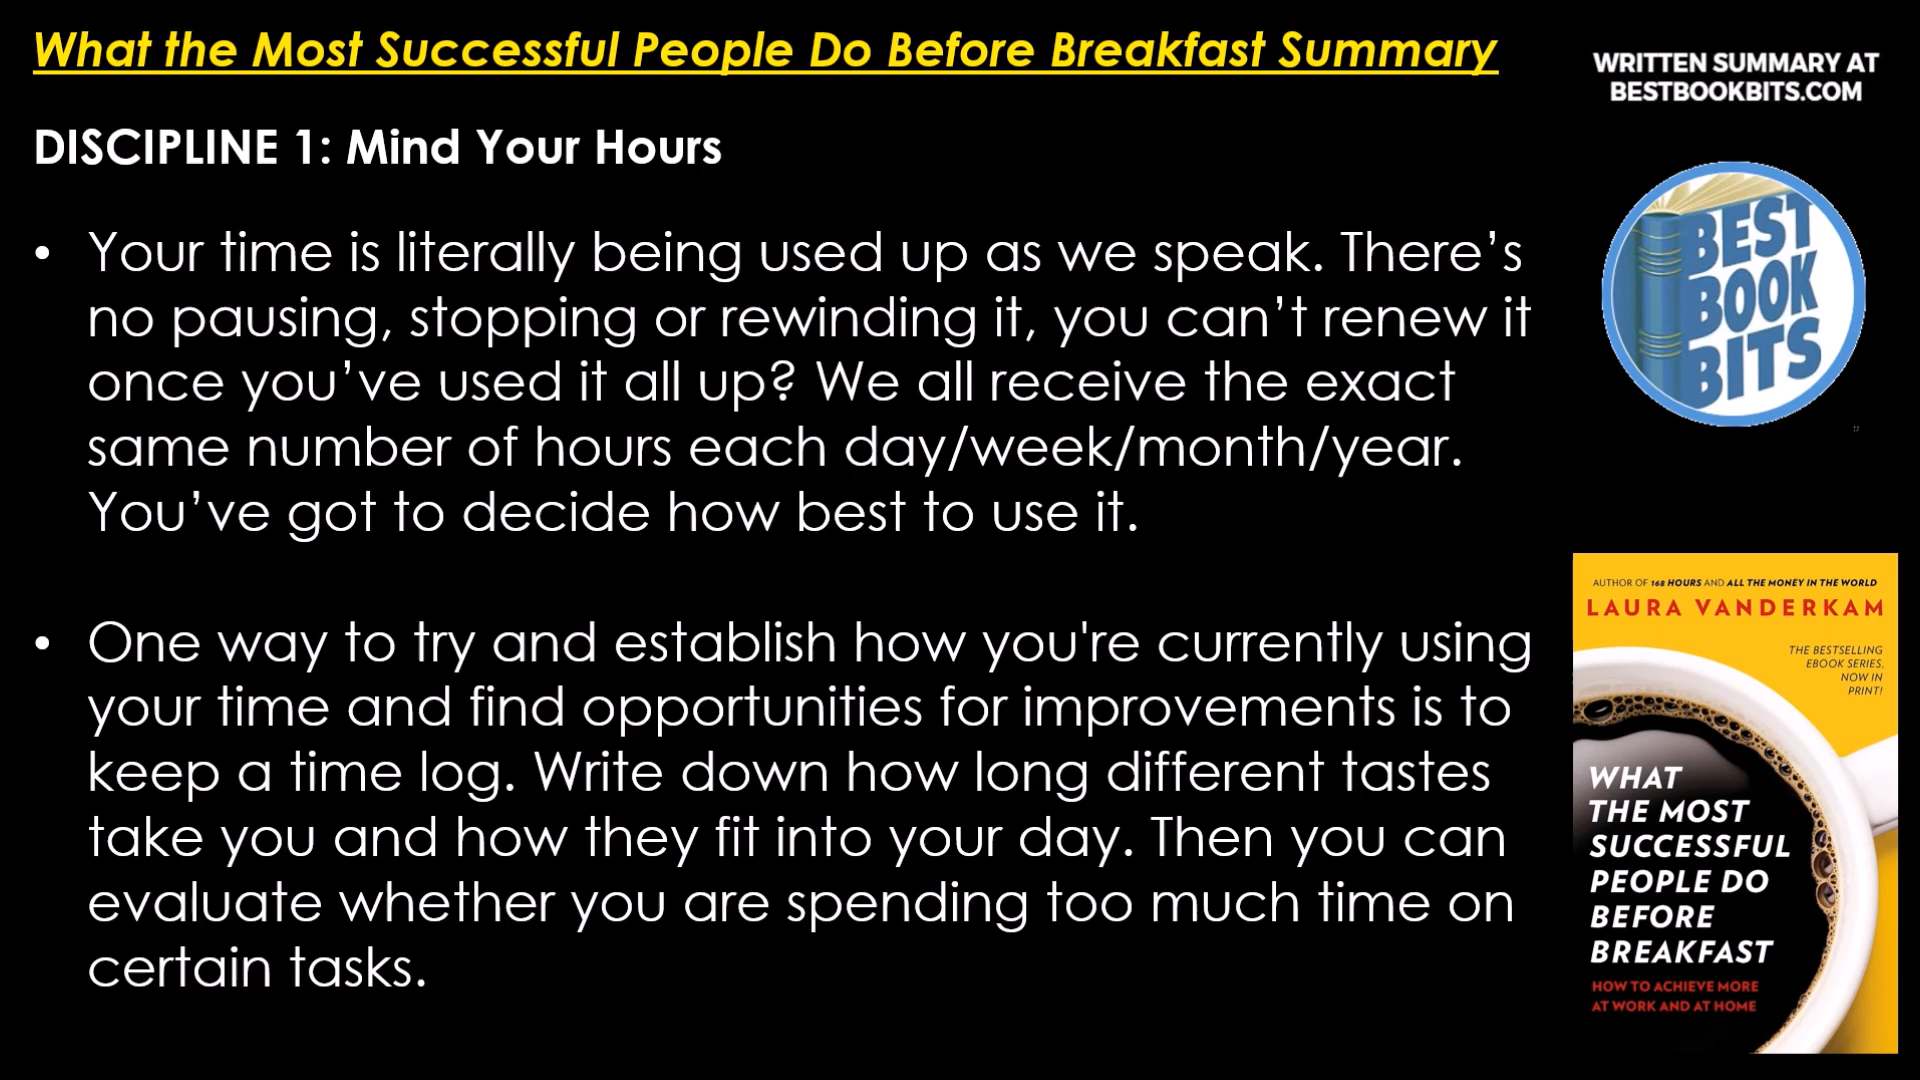 What the Most Successful People Do Before Breakfast Summary
WRITTEN SUMMARY AT
BESTBOOKBITS.COM
DISCIPLINE 1: Mind Your Hours
• Your time is literally being used up as we speak. There’s
no pausing, stopping or rewinding it, you can’t renew it
once you’ve used it all up? We all receive the exact
same number of hours each day/week/month/year.
You’ve got to decide how best to use it.
• One way to try and establish how you're currently using
your time and find opportunities for improvements is to
keep a time log. Write down how long different tastes
take you and how they fit into your day. Then you can
evaluate whether you are spending too much time on
certain tasks.
BEST
BOOK
BITS
AUTHOR OF 168 HOURS AND ALL THE MONEY IN THE WORLD
LAURA VANDERKAM
THE BESTSELLING
EBOOK SERIES,
NOW IN
PRINT!
WHAT
THE MOST
SUCCESSFUL
PEOPLE DO
BEFORE
BREAKFAST
HOW TO ACHIEVE MORE
AT WORK AND AT HOME